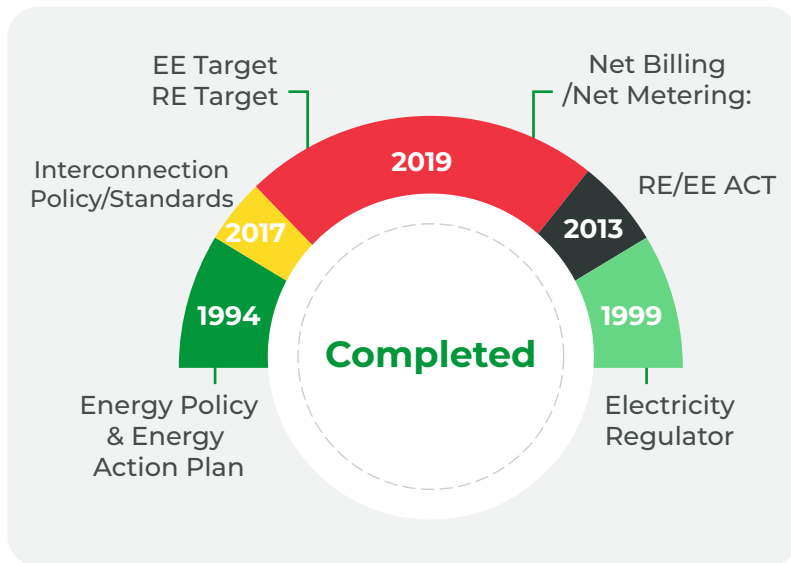 EE Target
RE Target
Net Billing
/Net Metering:
Interconnection
Policy/Standards
2019
RE/EE ACT
2017
2013
1994
1999
Completed
Energy Policy
& Energy
Action Plan
Electricity
Regulator